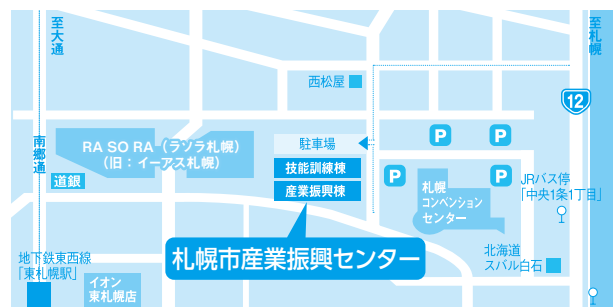 至大通
至札幌
西松屋
12
南郷通
RA SO RA（ラソラ札幌）
（旧：イーアス札幌）
道銀
駐車場
技能訓練棟
産業振興棟
P
P
P
P
札幌
コンベンション
センター
JRバス停
「中央1条1丁目」
札幌市産業振興センター
地下鉄東西線
「東札幌駅」
イオン
東札幌店
北海道
スバル白石